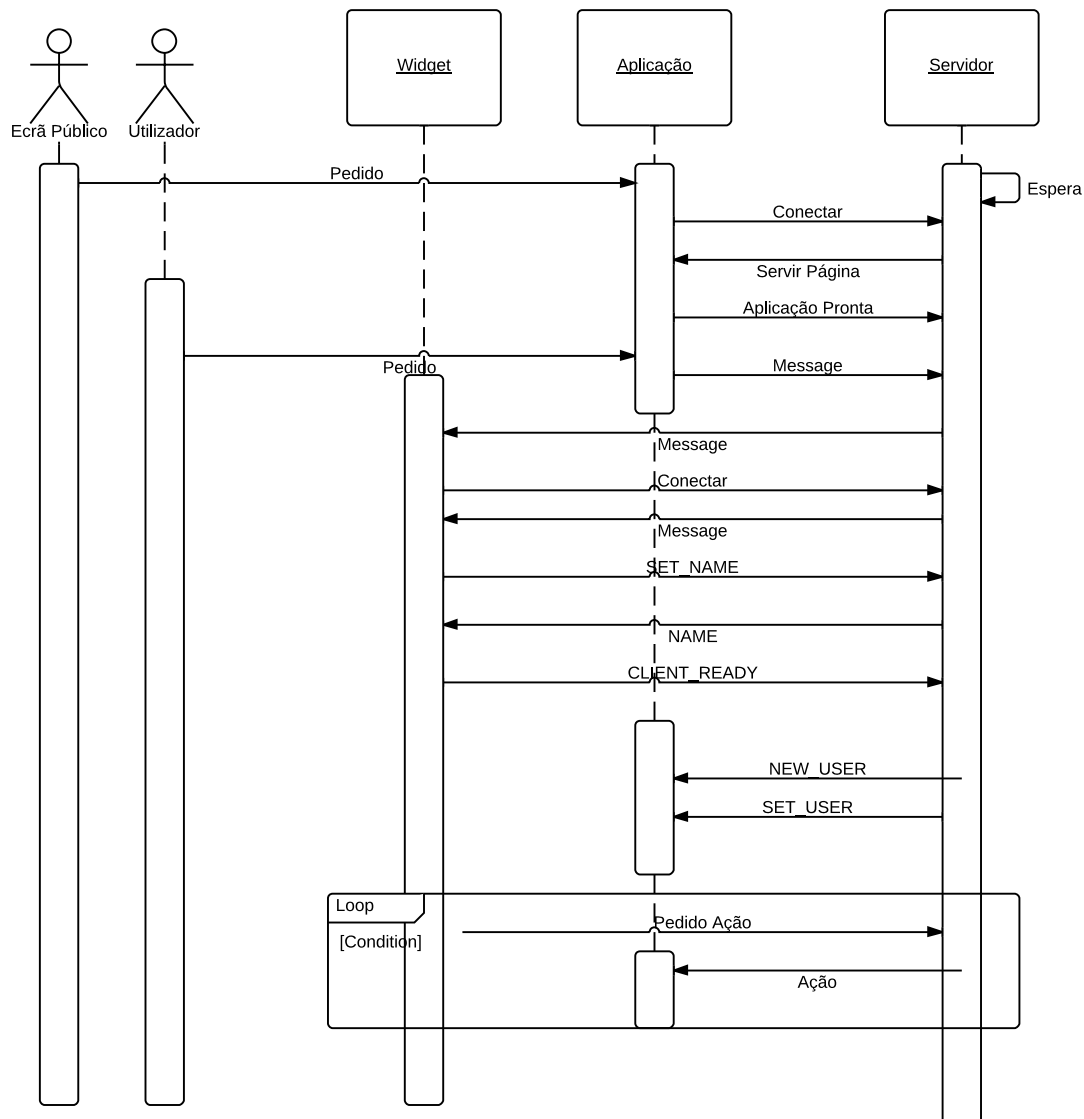 Widget
Aplicação
Servidor
Ecrã Público
Utilizador
Pedido
Espera
Conectar
Servir Página
Aplicação Pronta
Pedido
Message
Message
Conectar
Message
SET_NAME
NAME
CLIENT_READY
NEW_USER
SET_USER
Loop
Pedido Ação
[Condition]
Ação